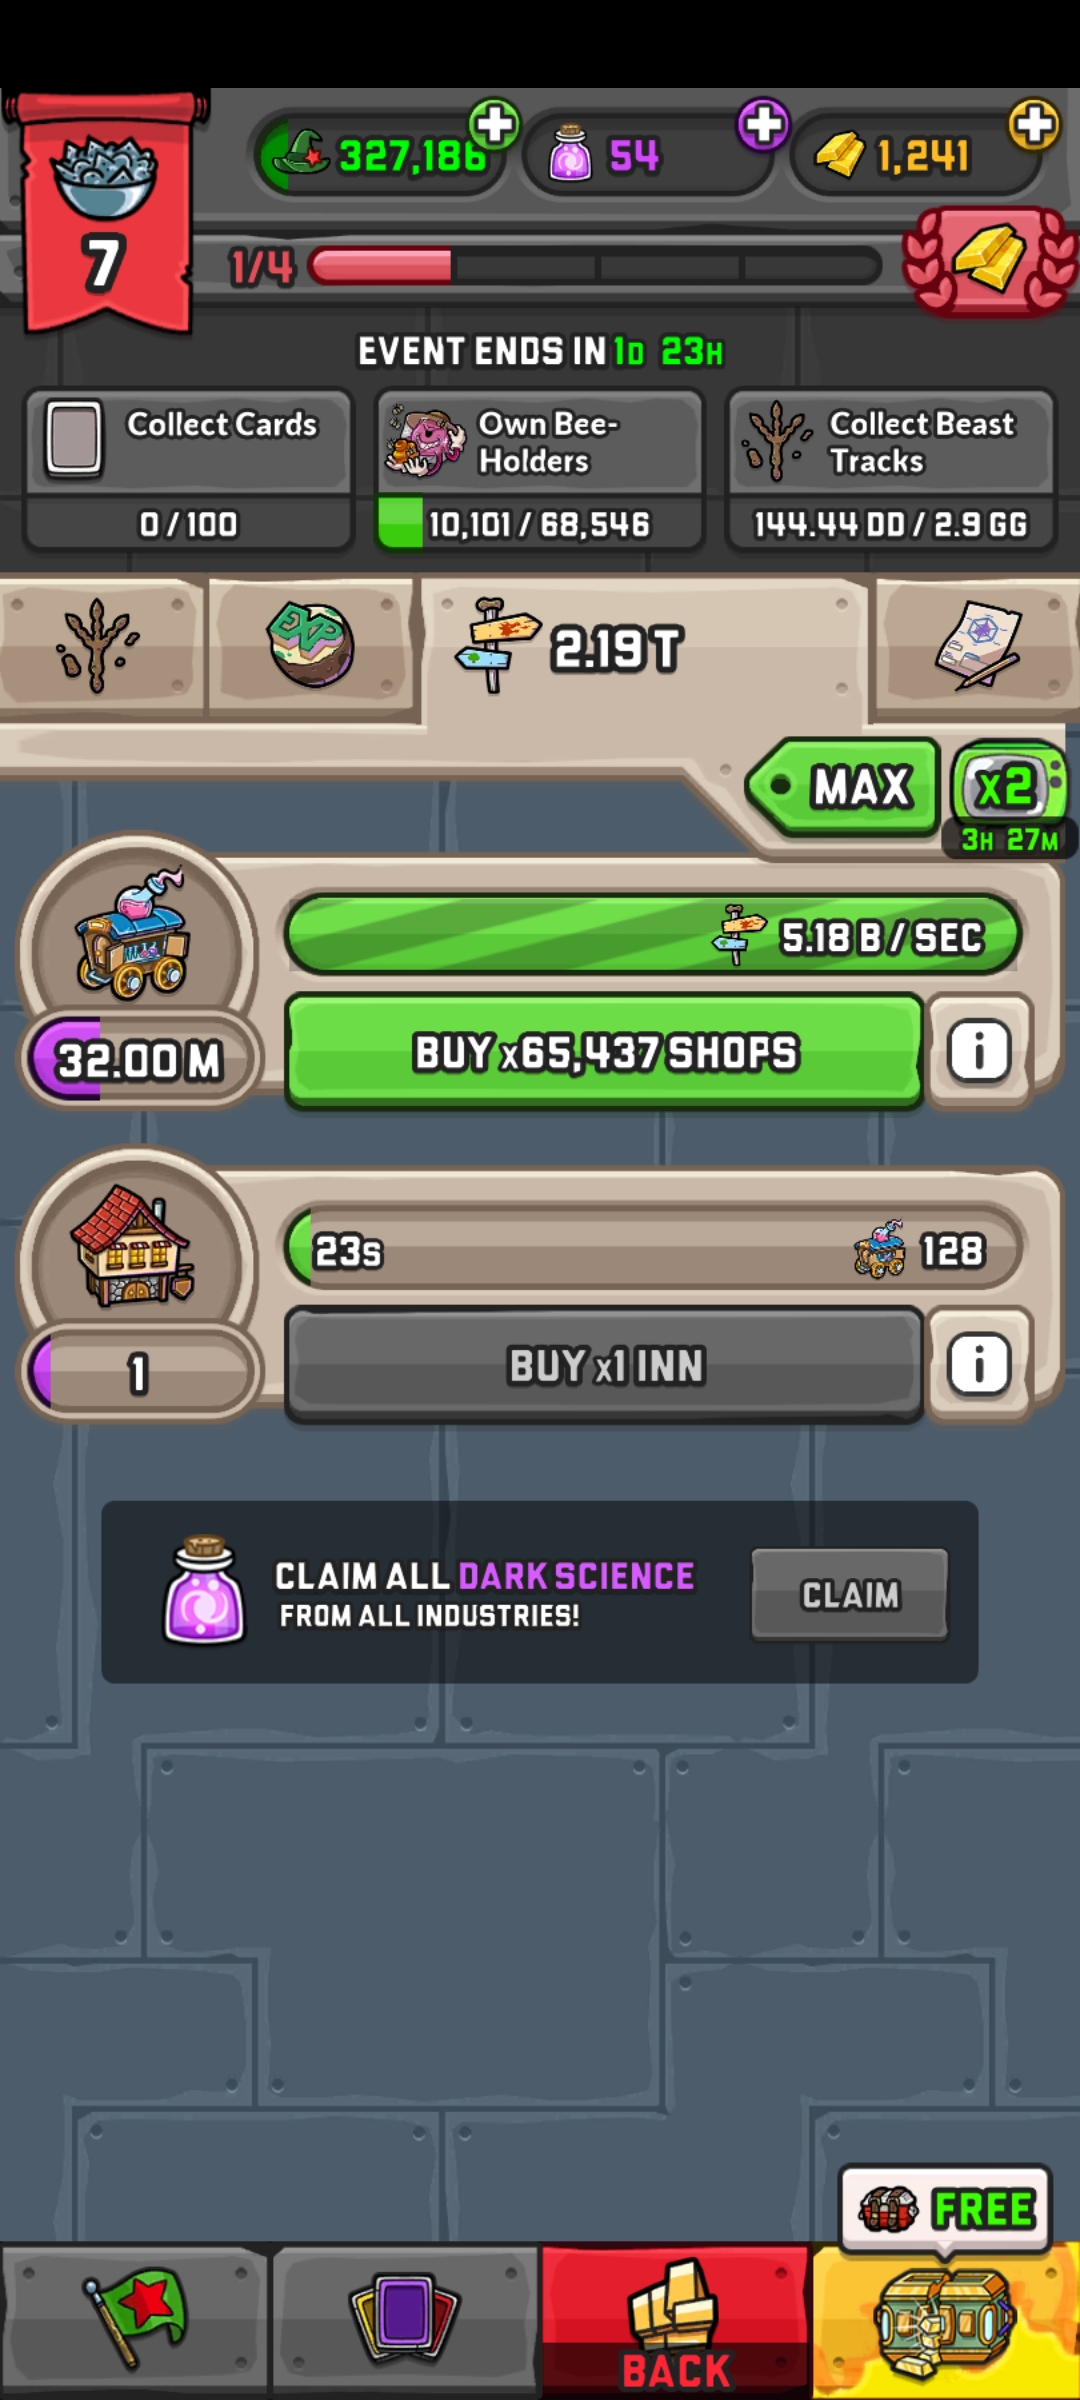 327,186
54
1,241
7
1/4
EVENT ENDS IN 1D 23H
Collect Cards
0 / 100
Own Bee-
Holders
10,101 / 68,546
Collect Beast
Tracks
144.44 DD / 2.9 GG
EXP
2.19 T
MAX
x2
3H 27M
5.18 B / SEC
32.00 M
BUY x65,437 SHOPS
i
23s
128
1
BUY x1 INN
i
CLAIM ALL DARK SCIENCE
FROM ALL INDUSTRIES!
CLAIM
FREE
BACK